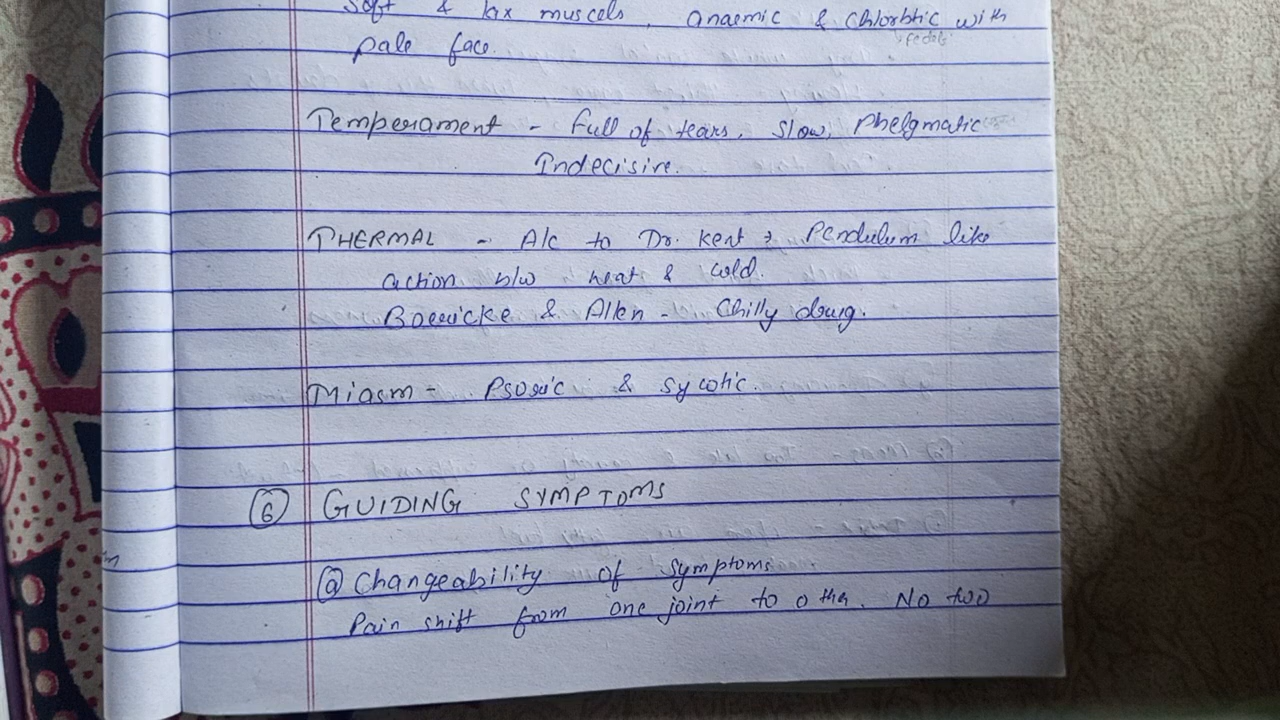 Soft & lax muscels, anaemic & chlorotic with
pale face.
Temperament - Full of tears, slow, Phelgmatic
Indecisive.
THERMAL - A/c to Dr. Kent : Pendulum like
action b/w heat & cold.
Boericke & Allen - Chilly drug.
Miasm - Psoric & sycotic.
6 GUIDING SYMPTOMS
@ Changeability of symptoms
Pain shift from one joint to other. No two